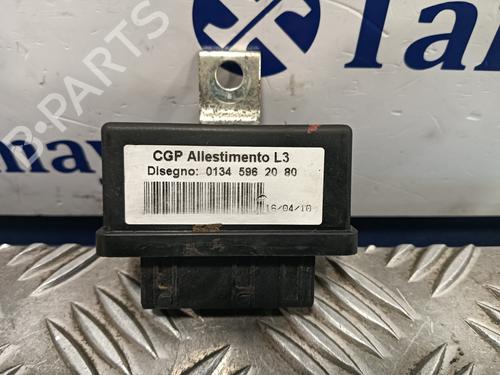 B-PARTS
CGP Allestimento L3
Disegno: 0134 596 20 80
16/04/10